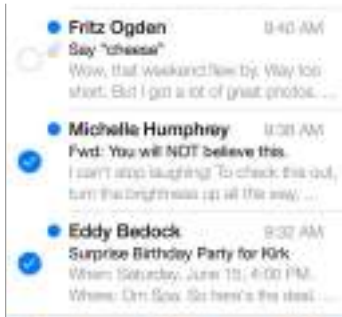 Fritz Ogden 9:40 AM
Say "cheese"
Wow, that weekend flew by. Way too
short. But I got a lot of great photos. ...
Michelle Humphrey 9:38 AM
Fwd: You will NOT believe this.
I can't stop laughing! To check this out,
turn the brightness up all the way, ...
Eddy Bedock 9:32 AM
Surprise Birthday Party for Kirk
When: Saturday, June 15, 4:00 PM.
Where: Om Spa. So here's the deal. ...